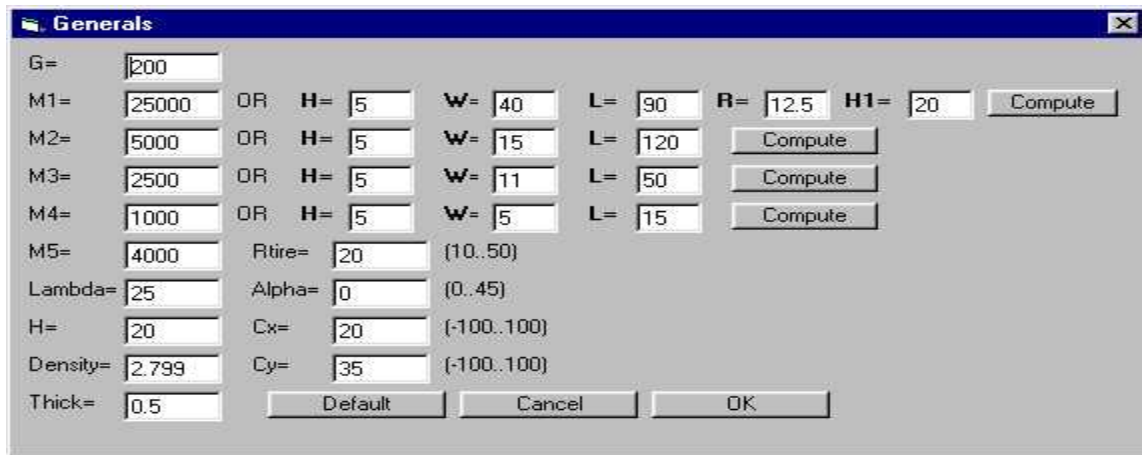 Generals
G= 200
M1= 25000 OR H= 5 W= 40 L= 90 R= 12.5 H1= 20 Compute
M2= 5000 OR H= 5 W= 15 L= 120 Compute
M3= 2500 OR H= 5 W= 11 L= 50 Compute
M4= 1000 OR H= 5 W= 5 L= 15 Compute
M5= 4000 Rtire= 20 (10..50)
Lambda= 25 Alpha= 0 (0..45)
H= 20 Cx= 20 (-100..100)
Density= 2.799 Cy= 35 (-100..100)
Thick= 0.5 Default Cancel OK